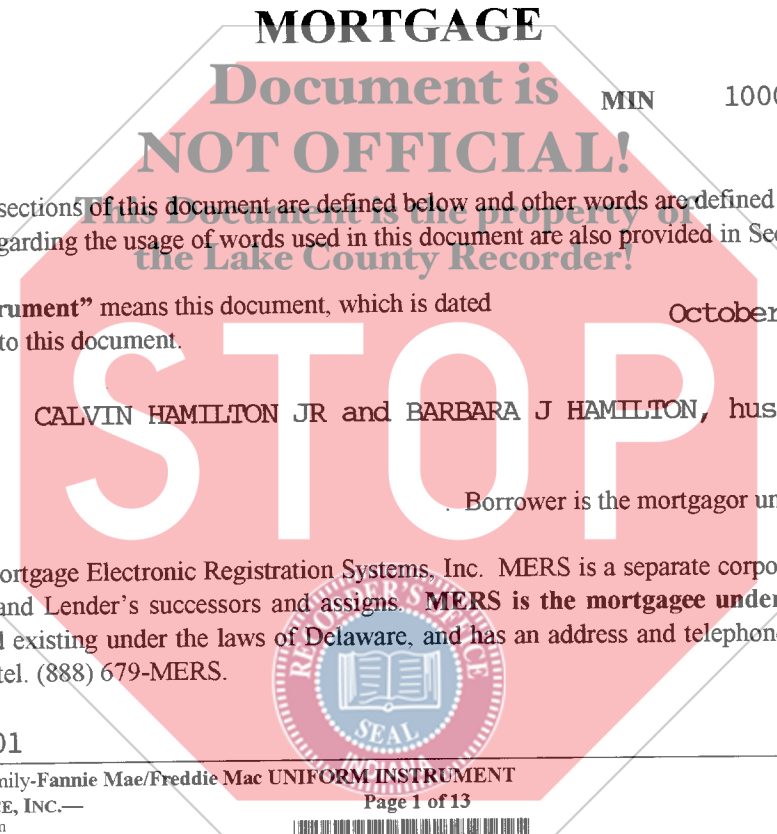 MORTGAGE
Document is
MIN 1000
NOT OFFICIAL!
sections of this document are defined below and other words are defined
This Document is the property of
garding the usage of words used in this document are also provided in Sec
the Lake County Recorder!
rument” means this document, which is dated
October
to this document.
STOP
CALVIN HAMILTON JR and BARBARA J HAMILTON, hus
. Borrower is the mortgagor un
ortgage Electronic Registration Systems, Inc. MERS is a separate corpo
and Lender's successors and assigns. MERS is the mortgagee under
d existing under the laws of Delaware, and has an address and telephon
tel. (888) 679-MERS.
RECORDER'S OFFICE
SEAL
INDIANA
01
mily-Fannie Mae/Freddie Mac UNIFORM INSTRUMENT
CE, INC.—
Page 1 of 13